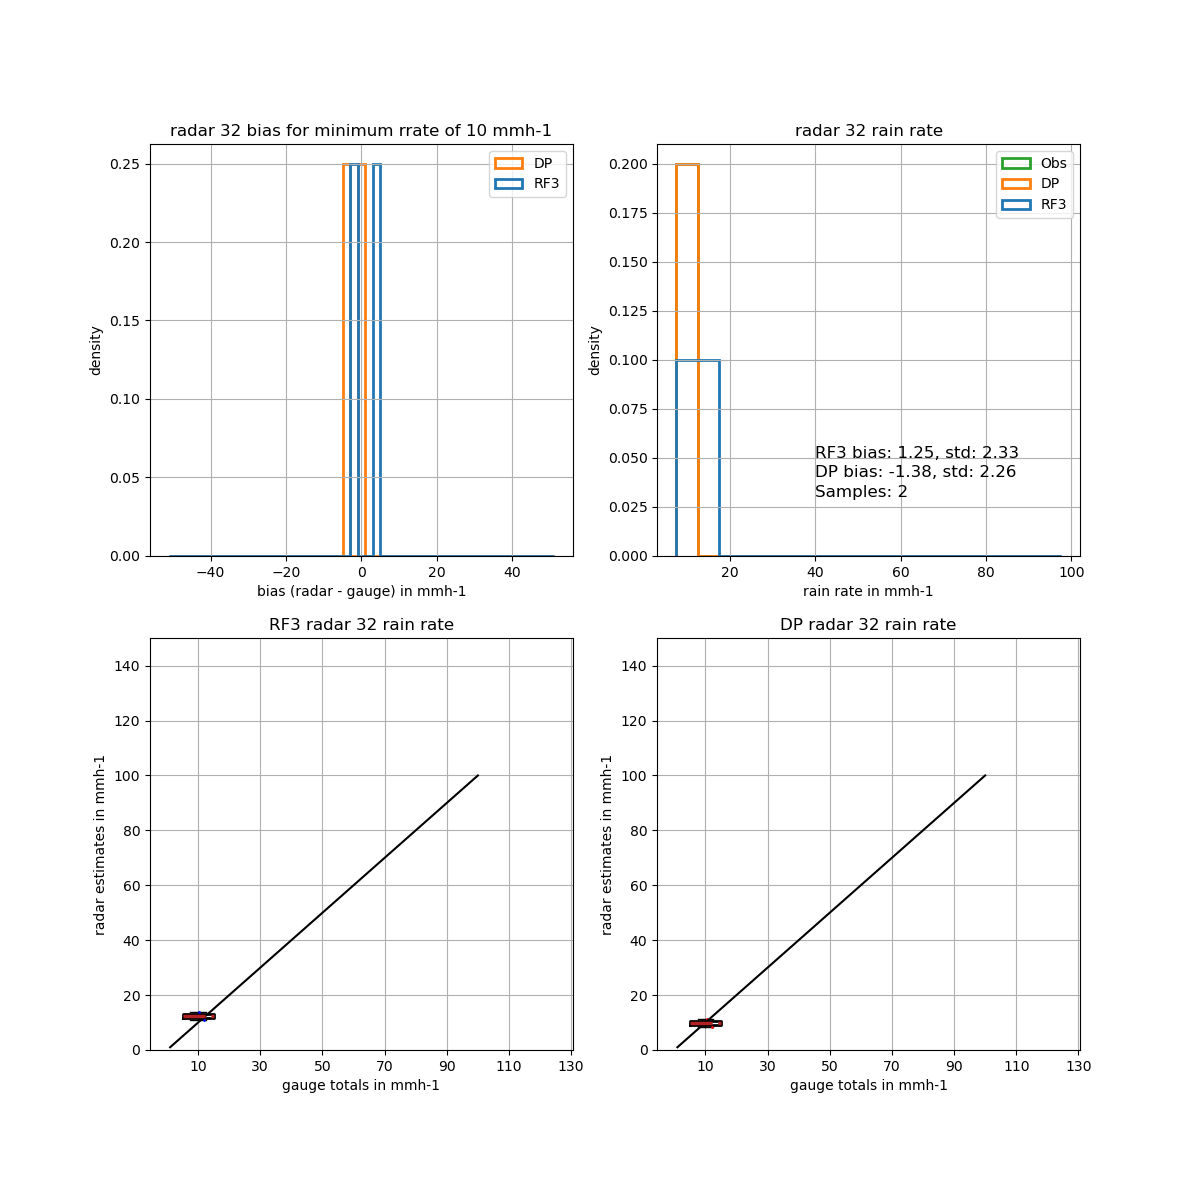 radar 32 bias for minimum rrate of 10 mmh-1
DP
RF3
0.25
0.20
0.15
0.10
0.05
0.00
density
−40
−20
0
20
40
bias (radar - gauge) in mmh-1
radar 32 rain rate
Obs
DP
RF3
0.200
0.175
0.150
0.125
0.100
0.075
0.050
0.025
0.000
density
RF3 bias: 1.25, std: 2.33
DP bias: -1.38, std: 2.26
Samples: 2
20
40
60
80
100
rain rate in mmh-1
RF3 radar 32 rain rate
140
120
100
80
60
40
20
0
radar estimates in mmh-1
10
30
50
70
90
110
130
gauge totals in mmh-1
DP radar 32 rain rate
140
120
100
80
60
40
20
0
radar estimates in mmh-1
10
30
50
70
90
110
130
gauge totals in mmh-1